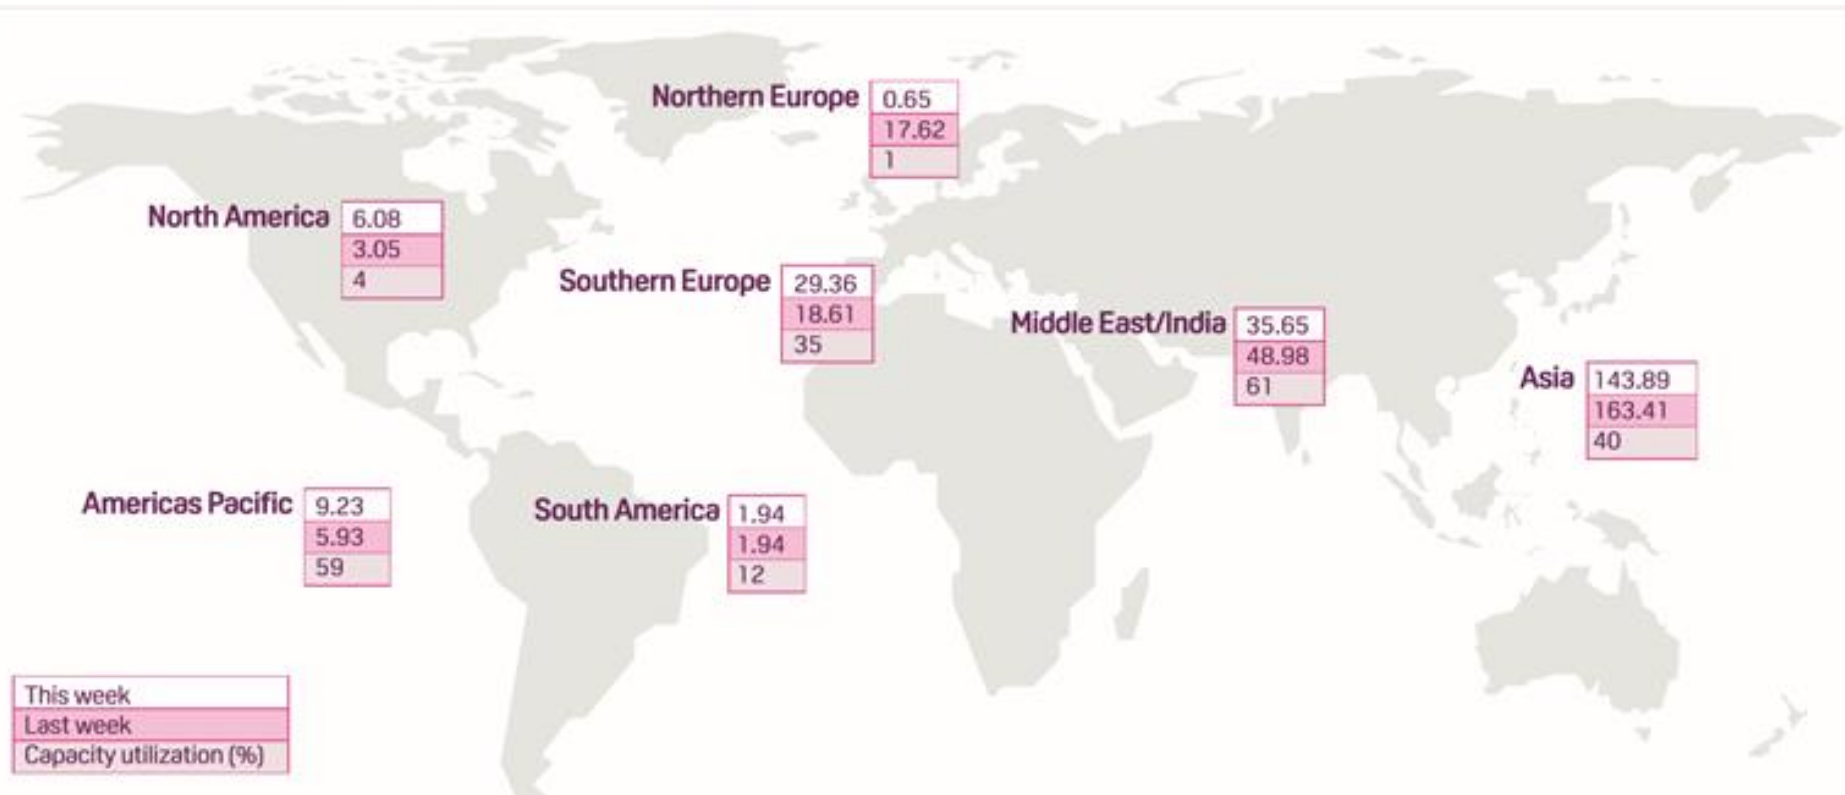 Northern Europe 0.65
17.62
1
North America 6.08
3.05
4
Southern Europe 29.36
18.61
35
Middle East/India 35.65
48.98
61
Asia 143.89
163.41
40
Americas Pacific 9.23
5.93
59
South America 1.94
1.94
12
This week
Last week
Capacity utilization (%)